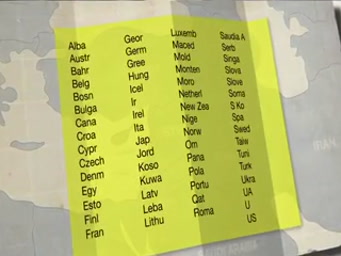 Alba
Austr
Bahr
Belg
Bosn
Bulga
Cana
Croa
Cypr
Czech
Denm
Egy
Esto
Finl
Fran
Geor
Germ
Gree
Hung
Icel
Ir
Irel
Ita
Jap
Jord
Koso
Kuwa
Latv
Leba
Lithu
Luxemb
Maced
Mold
Monten
Moro
Netherl
New Zea
Nige
Norw
Om
Pana
Pola
Portu
Qat
Roma
Saudia A
Serb
Singa
Slova
Slove
Soma
S Ko
Spa
Swed
Taiw
Tuni
Turk
Ukra
UA
U
US
IRAN
SAUDI ARABIA